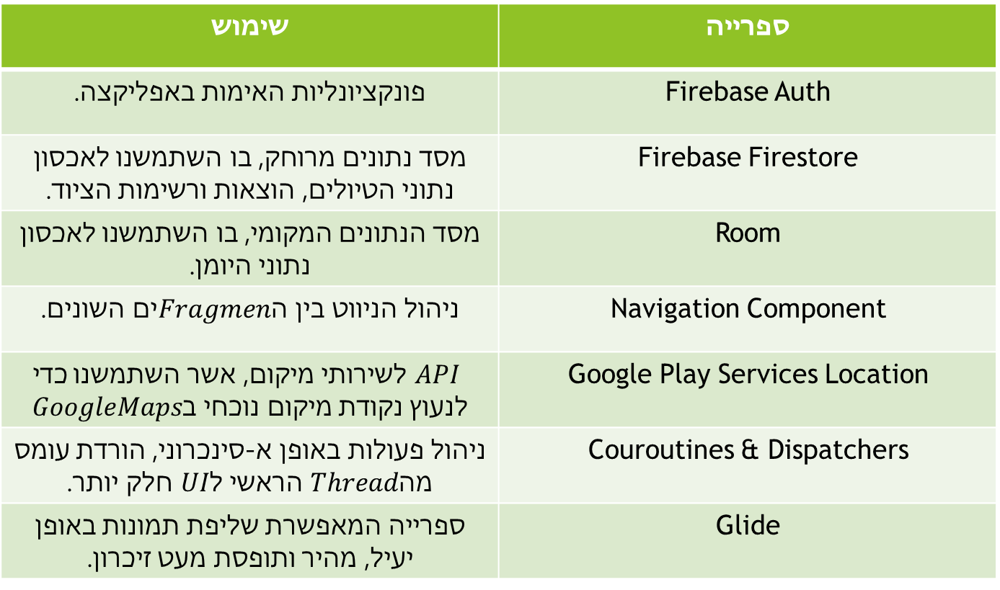 ספרייה
שימוש
Firebase Auth
פונקציונליות האימות באפליקצה.
Firebase Firestore
מסד נתונים מרוחק, בו השתמשנו לאכסון
נתוני הטיולים, הוצאות ורשימות הציוד.
Room
מסד הנתונים המקומי, בו השתמשנו לאכסון
נתוני היומן.
Navigation Component
ניהול הניווט בין הFragmenים השונים.
Google Play Services Location
API לשירותי מיקום, אשר השתמשנו כדי
לנעוץ נקודת מיקום נוכחי בGoogleMaps
Couroutines & Dispatchers
ניהול פעולות באופן א-סינכרוני, הורדת עומס
מהThread הראשי לUI חלק יותר.
Glide
ספרייה המאפשרת שליפת תמונות באופן
יעיל, מהיר ותופסת מעט זיכרון.